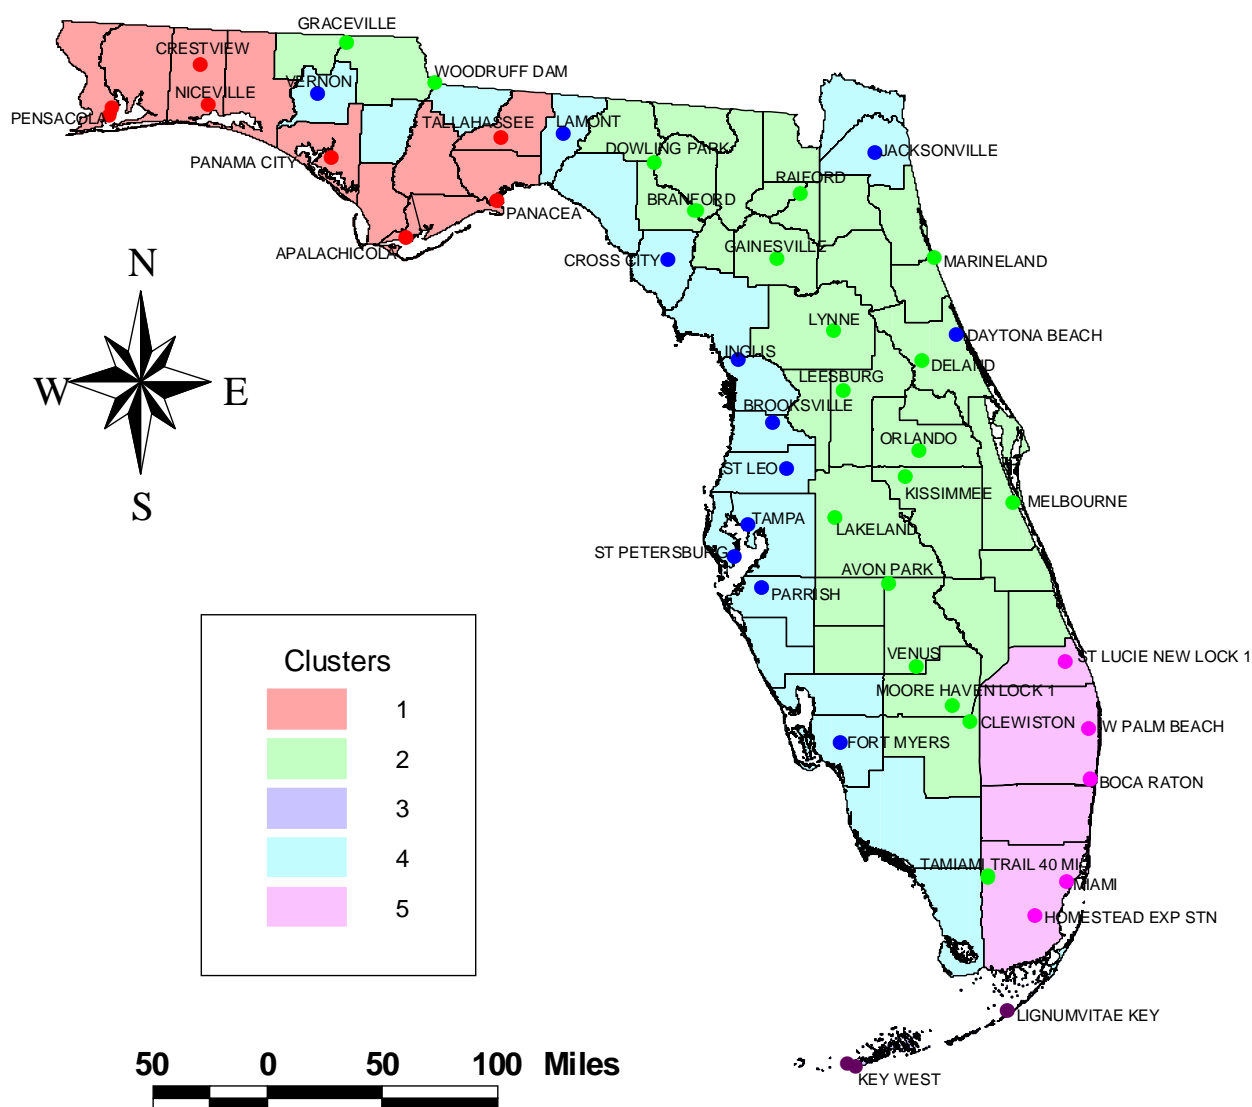 GRACEVILLE
CRESTVIEW
WOODRUFF DAM
VERNON
NICEVILLE
PENSACOLA
TALLAHASSEE
LAMONT
DOWLING PARK
JACKSONVILLE
PANAMA CITY
RAIFORD
BRANFORD
PANACEA
APALACHICOLA
GAINESVILLE
CROSS CITY
MARINELAND
N
LYNNE
DAYTONA BEACH
INGLIS
DELAND
LEESBURG
W
E
BROOKSVILLE
ORLANDO
ST LEO
KISSIMMEE
MELBOURNE
S
TAMPA
LAKELAND
ST PETERSBURG
AVON PARK
PARRISH
VENUS
ST LUCIE NEW LOCK 1
MOORE HAVEN LOCK 1
CLEWISTON
W PALM BEACH
FORT MYERS
BOCA RATON
Clusters
1
2
3
4
5
TAMIAMI TRAIL 40 MI
MIAMI
HOMESTEAD EXP STN
LIGNUMVITAE KEY
KEY WEST
50 0 50 100 Miles